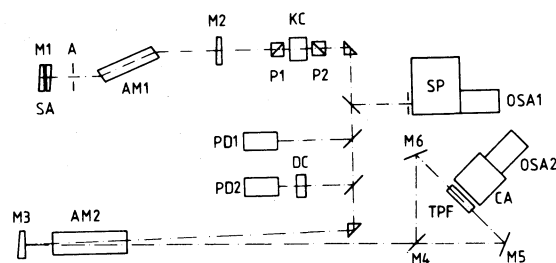 M1 A
SA
AM1
M2
KC
P1 P2
SP
OSA1
PD1
DC
PD2
M6
OSA2
CA
TPF
M3
AM2
M4
M5